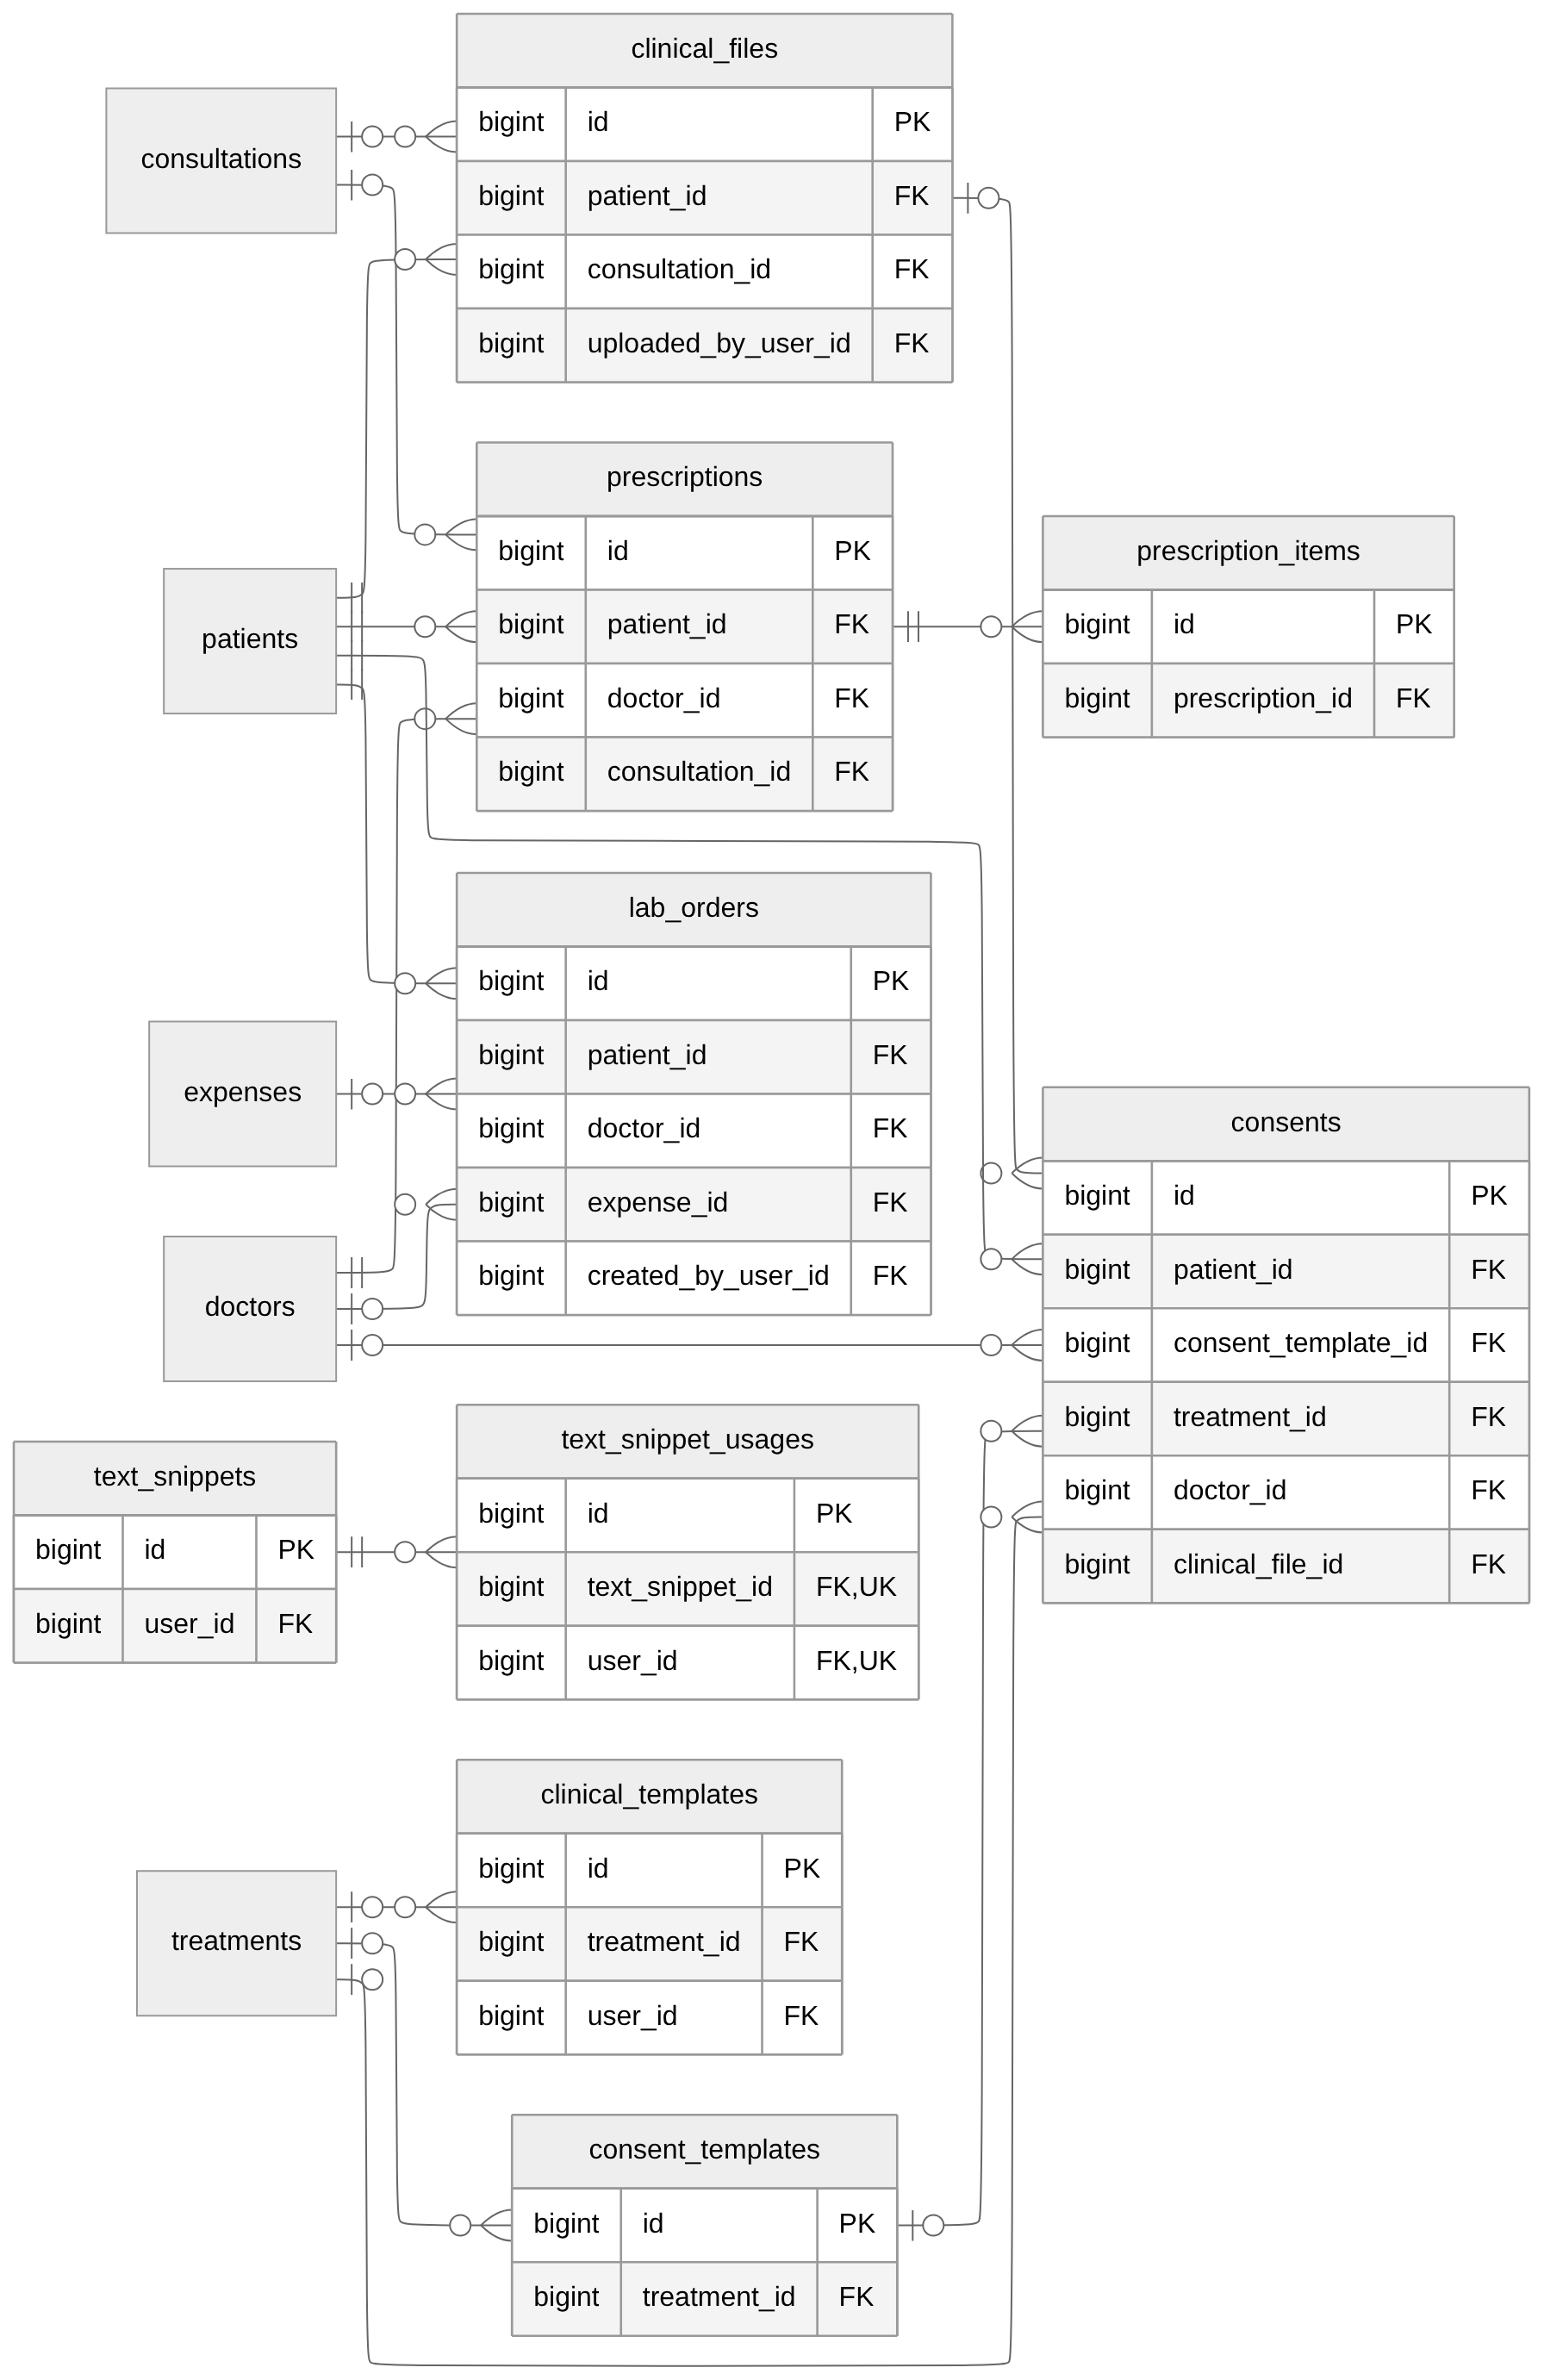 clinical_files
bigint id PK
bigint patient_id FK
bigint consultation_id FK
bigint uploaded_by_user_id FK
consultations
prescriptions
bigint id PK
bigint patient_id FK
bigint doctor_id FK
bigint consultation_id FK
prescription_items
bigint id PK
bigint prescription_id FK
patients
lab_orders
bigint id PK
bigint patient_id FK
bigint doctor_id FK
bigint expense_id FK
bigint created_by_user_id FK
expenses
consents
bigint id PK
bigint patient_id FK
bigint consent_template_id FK
bigint treatment_id FK
bigint doctor_id FK
bigint clinical_file_id FK
doctors
text_snippets
bigint id PK
bigint user_id FK
text_snippet_usages
bigint id PK
bigint text_snippet_id FK,UK
bigint user_id FK,UK
clinical_templates
bigint id PK
bigint treatment_id FK
bigint user_id FK
treatments
consent_templates
bigint id PK
bigint treatment_id FK